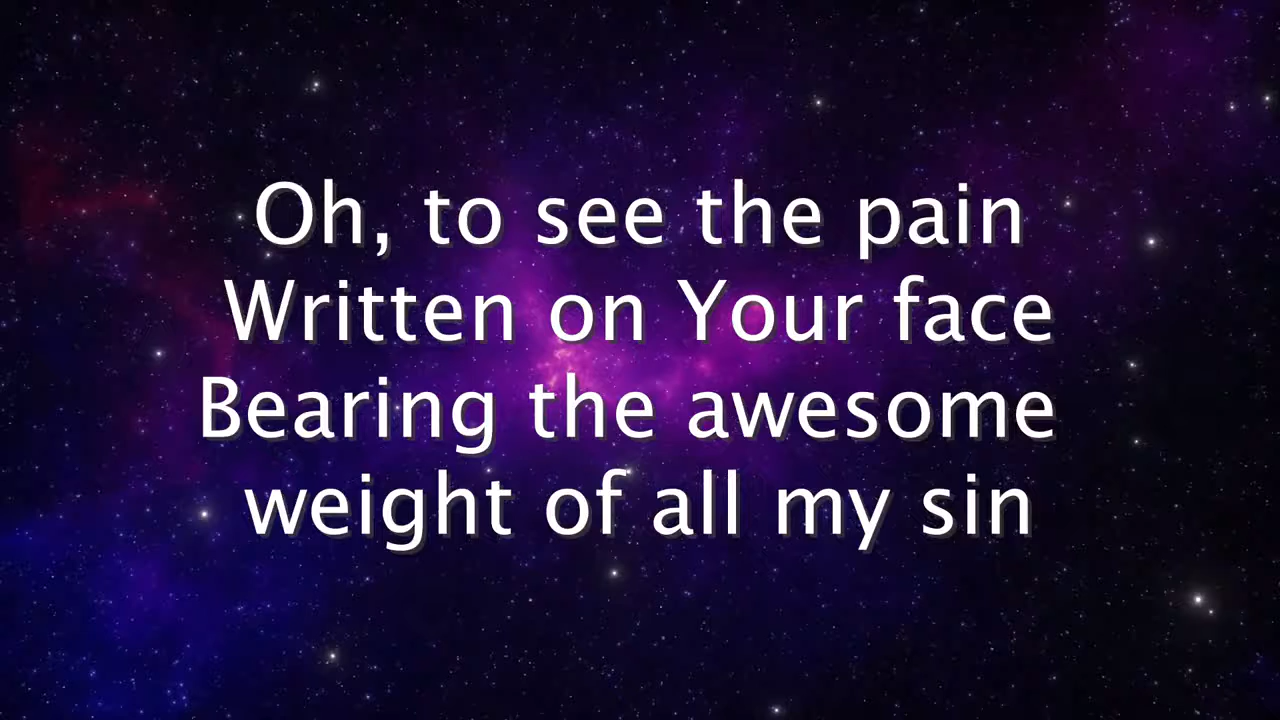 Oh, to see the pain
Written on Your face
Bearing the awesome
weight of all my sin